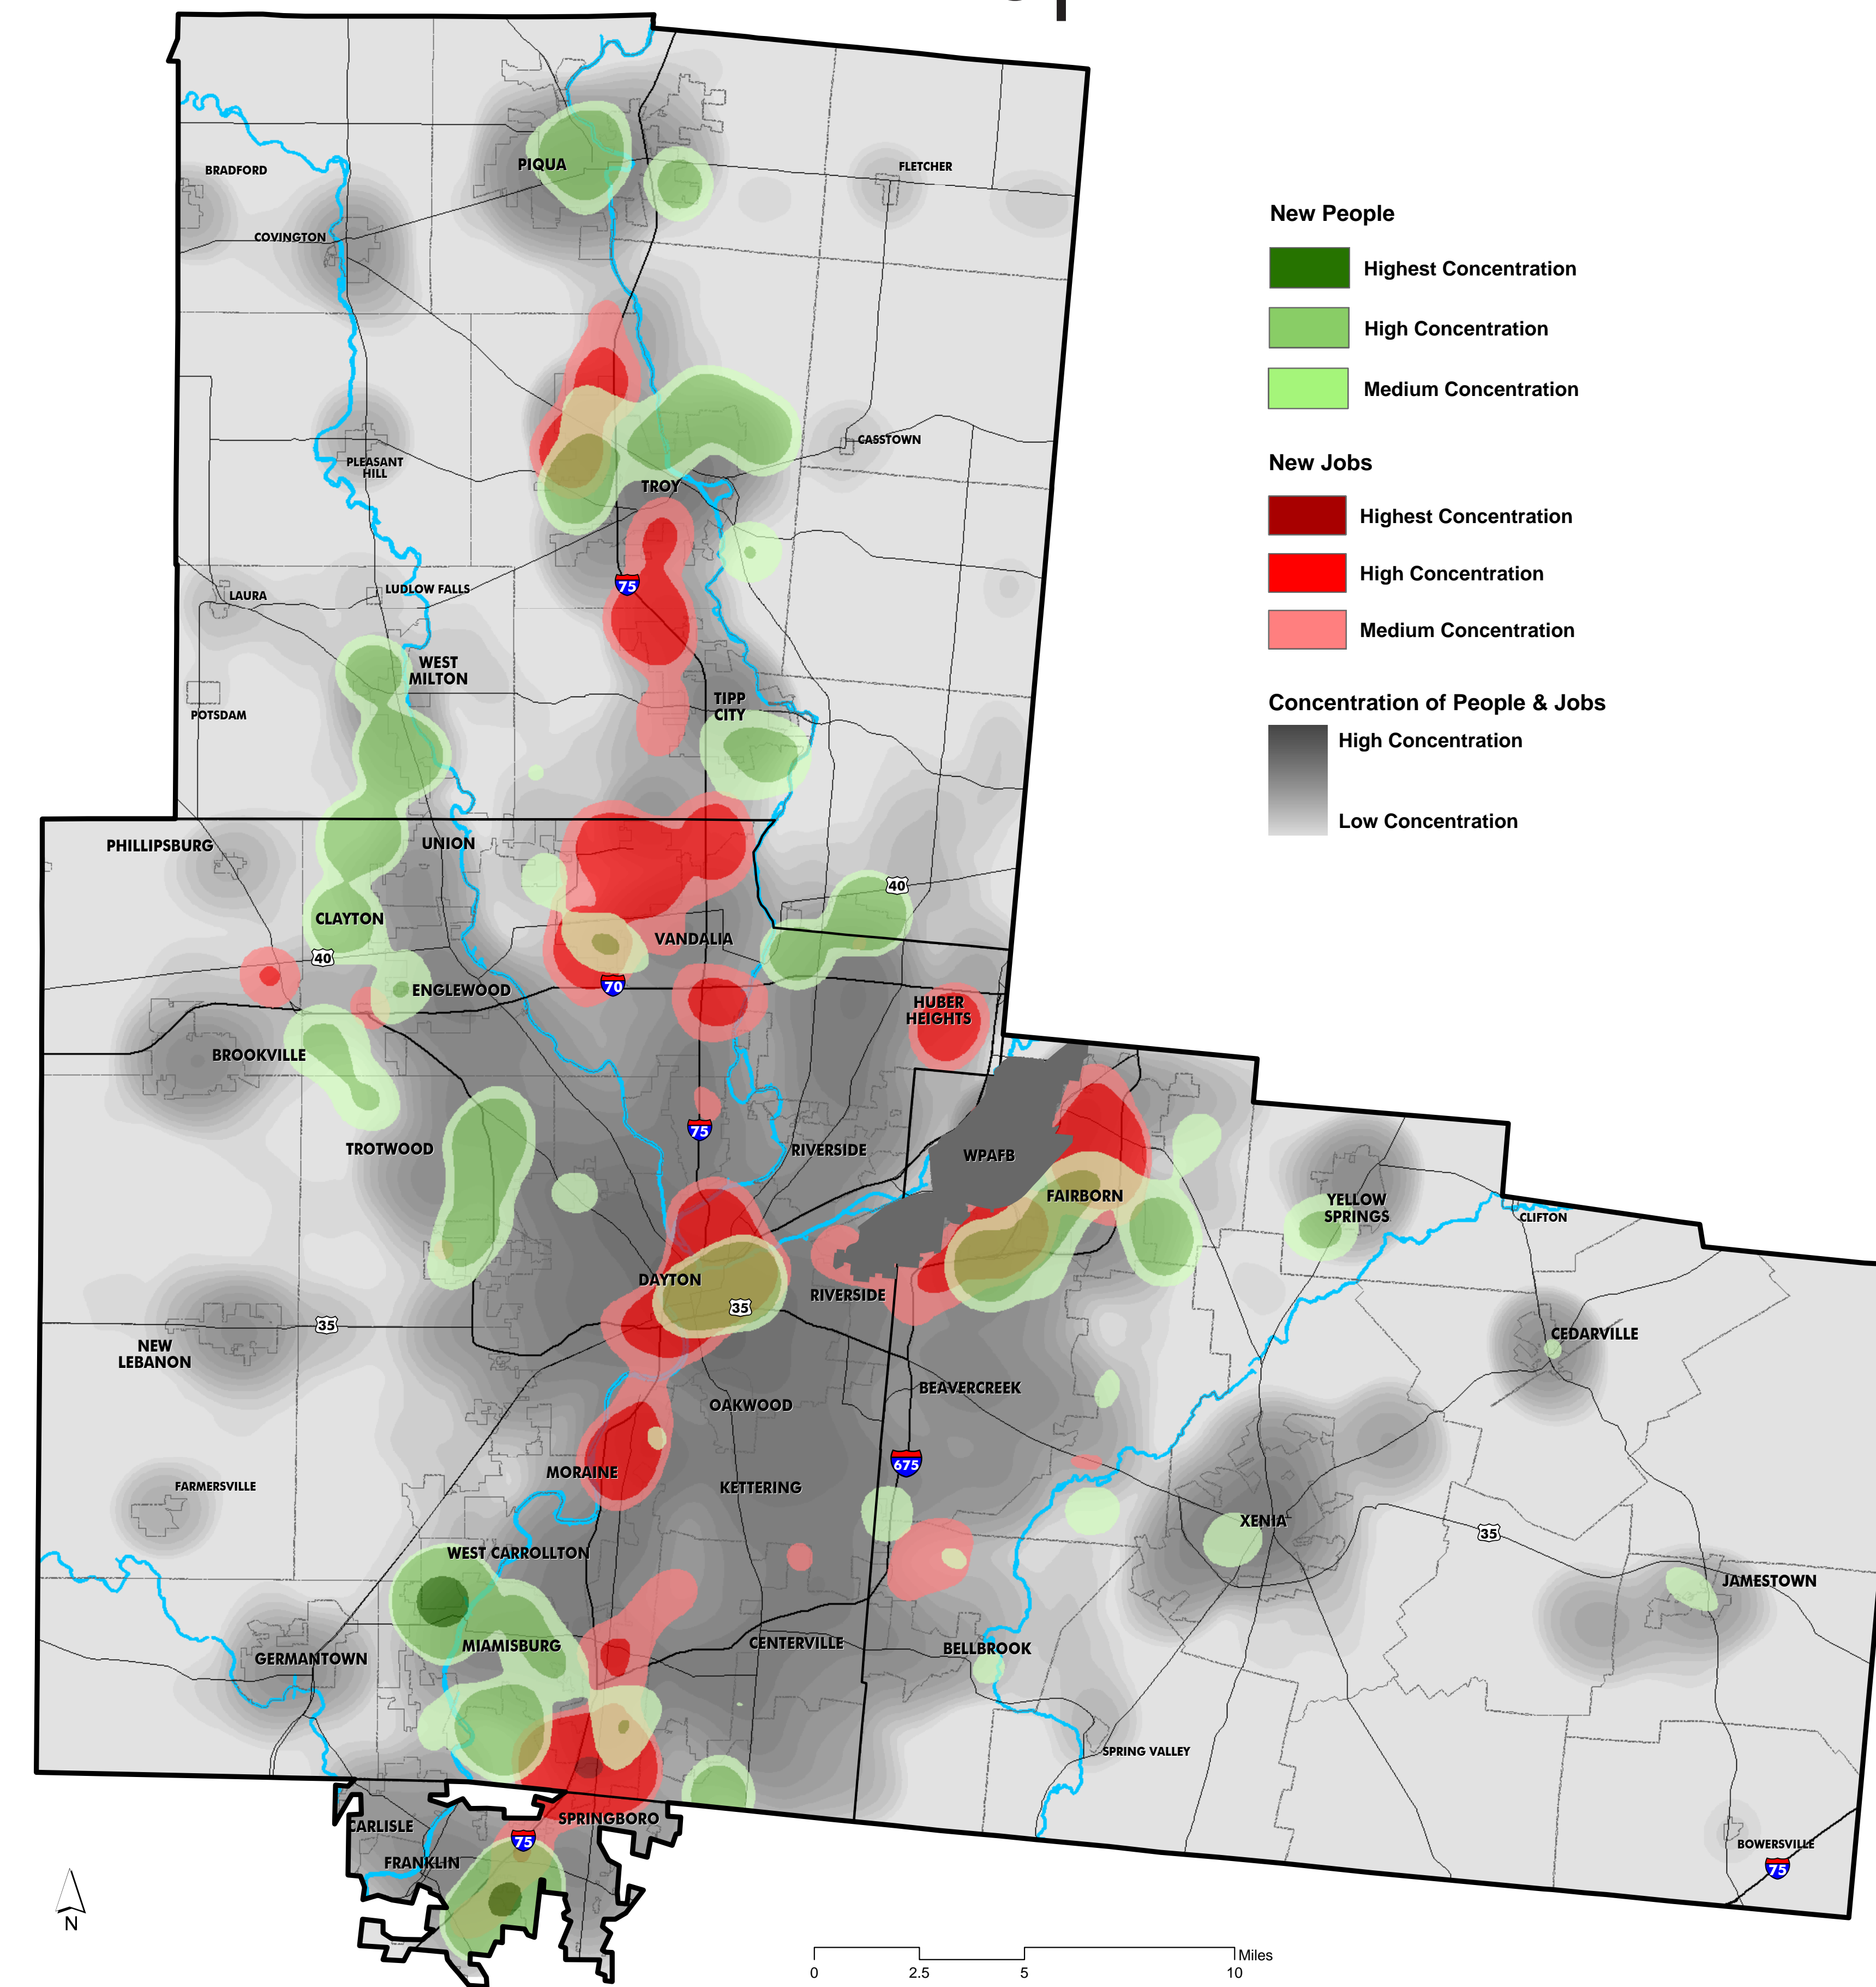 PIQUA
BRADFORD
FLETCHER
COVINGTON
CASSTOWN
PLEASANT
HILL
TROY
75
LAURA
LUDLOW FALLS
WEST
MILTON
TIPP
CITY
POTSDAM
PHILLIPSBURG
UNION
40
CLAYTON
VANDALIA
40
70
ENGLEWOOD
HUBER
HEIGHTS
BROOKVILLE
75
TROTWOOD
RIVERSIDE
WPAFB
FAIRBORN
YELLOW
SPRINGS
CLIFTON
DAYTON
35
RIVERSIDE
35
NEW
LEBANON
CEDARVILLE
BEAVERCREEK
OAKWOOD
675
MORAINE
KETTERING
FARMERSVILLE
XENIA
35
WEST CARROLLTON
JAMESTOWN
MIAMISBURG
CENTERVILLE
BELLBROOK
GERMANTOWN
SPRING VALLEY
SPRINGBORO
CARLISLE
75
FRANKLIN
BOWERSVILLE
75
New People
Highest Concentration
High Concentration
Medium Concentration
New Jobs
Highest Concentration
High Concentration
Medium Concentration
Concentration of People & Jobs
High Concentration
Low Concentration
N
Miles
0 2.5 5 10